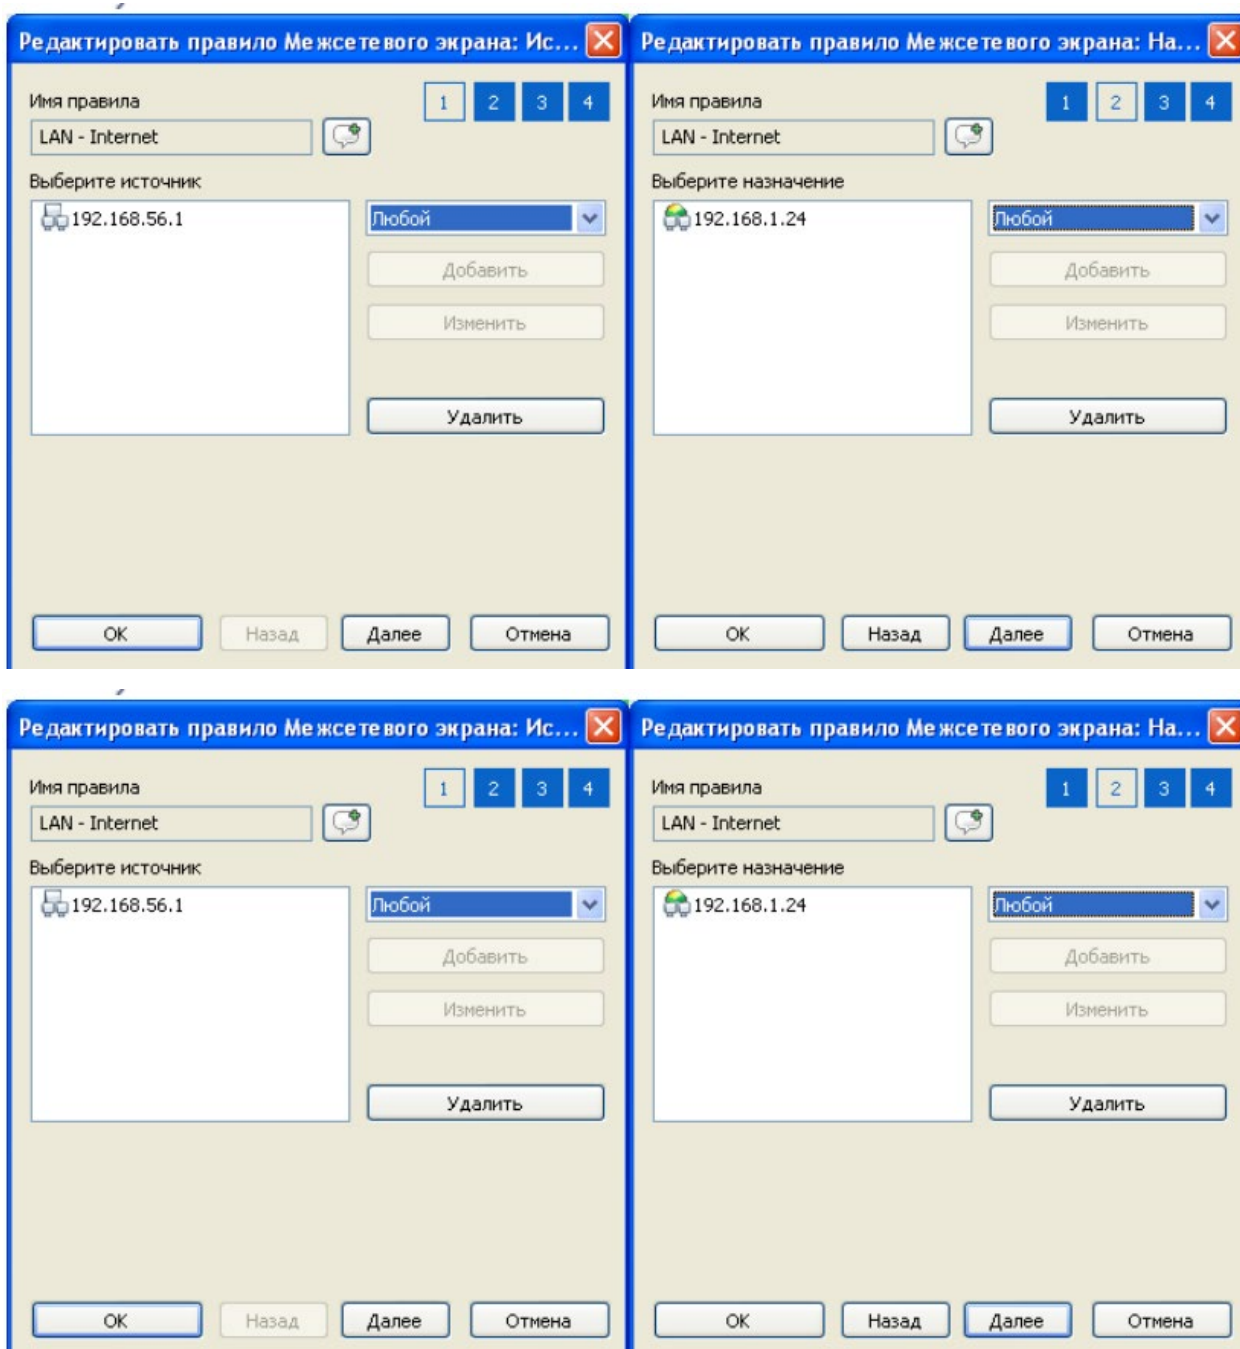 Редактировать правило Межсетевого экрана: Ис...
Имя правила
1 2 3 4
LAN - Internet
Выберите источник
192.168.56.1
Любой
Добавить
Изменить
Удалить
ОК Назад Далее Отмена
Редактировать правило Межсетевого экрана: На...
Имя правила
1 2 3 4
LAN - Internet
Выберите назначение
192.168.1.24
Любой
Добавить
Изменить
Удалить
ОК Назад Далее Отмена
Редактировать правило Межсетевого экрана: Ис...
Имя правила
1 2 3 4
LAN - Internet
Выберите источник
192.168.56.1
Любой
Добавить
Изменить
Удалить
ОК Назад Далее Отмена
Редактировать правило Межсетевого экрана: На...
Имя правила
1 2 3 4
LAN - Internet
Выберите назначение
192.168.1.24
Любой
Добавить
Изменить
Удалить
ОК Назад Далее Отмена